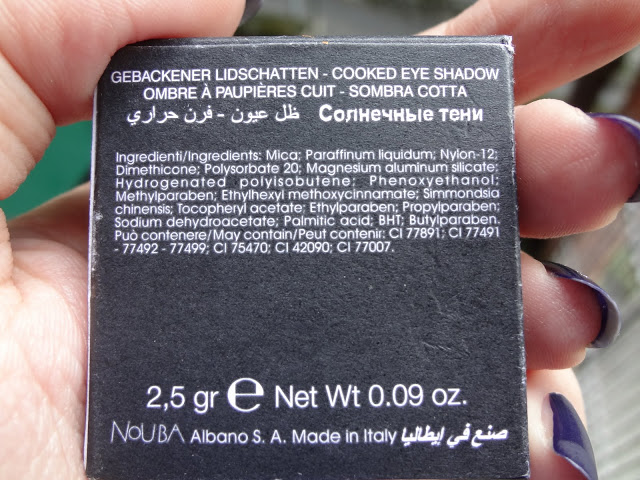 GEBACKENER LIDSCHATTEN - COOKED EYE SHADOW
OMBRE À PAUPIÈRES CUIT - SOMBRA COTTA
ظل عيون - فرن حراري Солнечные тени
Ingredienti/Ingredients: Mica; Paraffinum liquidum; Nylon-12;
Dimethicone; Polysorbate 20; Magnesium aluminum silicate;
Hydrogenated polyisobutene; Phenoxyethanol;
Methylparaben; Ethylhexyl methoxycinnamate; Simmondsia
chinensis; Tocopheryl acetate; Ethylparaben; Propylparaben;
Sodium dehydroacetate; Palmitic acid; BHT; Butylparaben.
Può contenere/May contain/Peut contenir: CI 77891; CI 77491
- 77492 - 77499; CI 75470; CI 42090; CI 77007.
2,5 gr ℮ Net Wt 0.09 oz.
NOUBA Albano S. A. Made in Italy صنع في إيطاليا